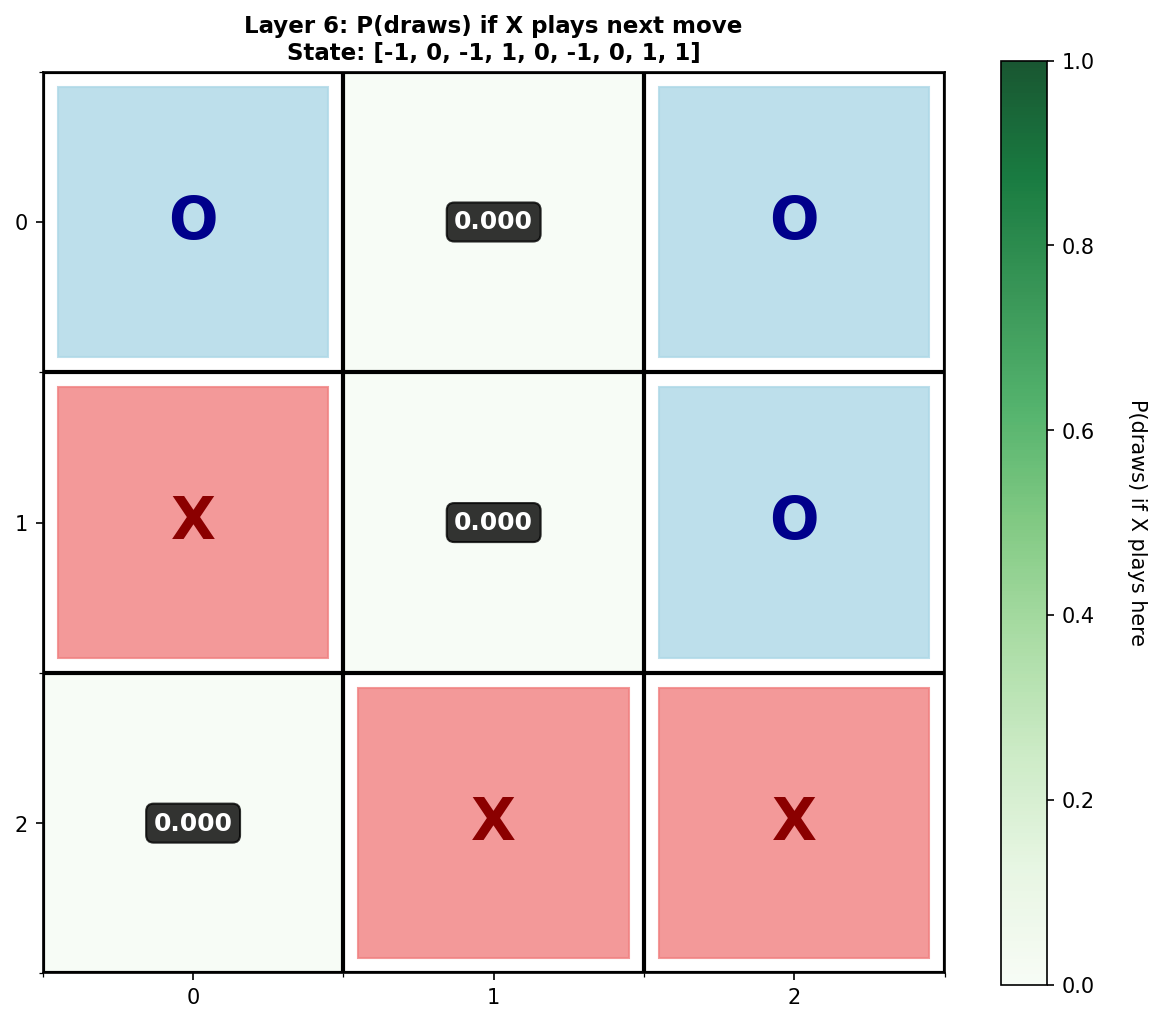 Layer 6: P(draws) if X plays next move
State: [-1, 0, -1, 1, 0, -1, 0, 1, 1]
O
0.000
O
X
0.000
O
0.000
X
X
0
1
2
0
1
2
1.0
0.8
0.6
0.4
0.2
0.0
P(draws) if X plays here